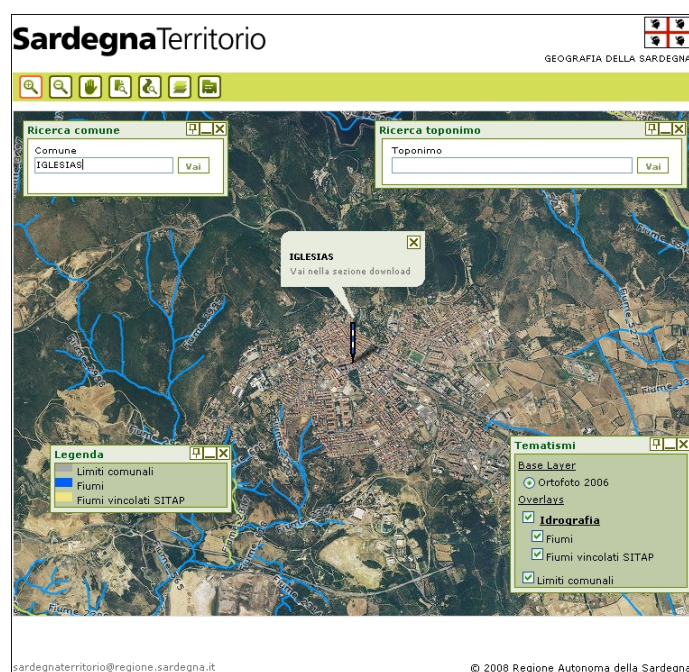 SardegnaTerritorio
GEOGRAFIA DELLA SARDEGNA
Ricerca comune
Comune
IGLESIAS
Vai
Ricerca toponimo
Toponimo
Vai
IGLESIAS
Vai nella sezione download
Legenda
Limiti comunali
Fiumi
Fiumi vincolati SITAP
Tematismi
Base Layer
Ortofoto 2006
Overlays
Idrografia
Fiumi
Fiumi vincolati SITAP
Limiti comunali
sardegnaterritorio@regione.sardegna.it
© 2008 Regione Autonoma della Sardegna